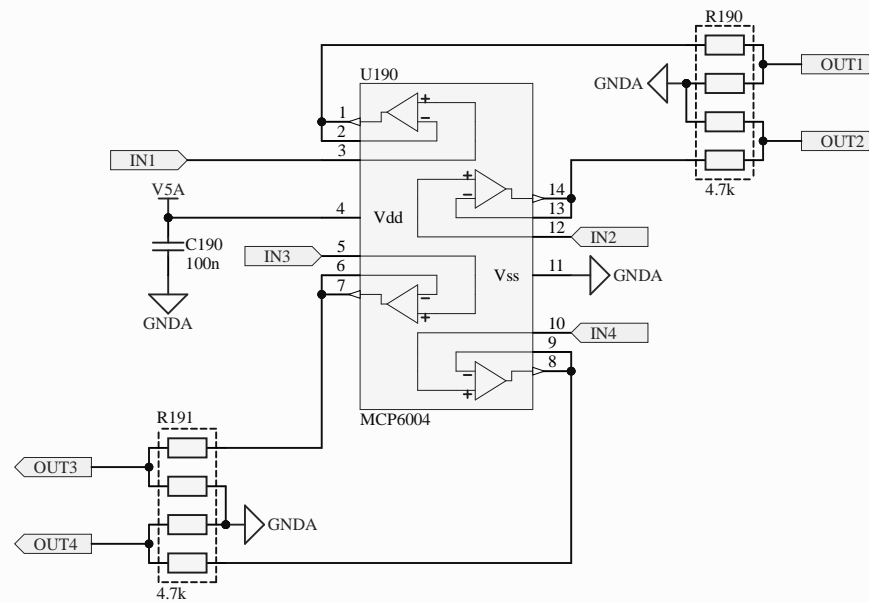 R190
U190
OUT1
GNDA
+
1
-
2
OUT2
3
IN1
+
14
4.7k
V5A
-
13
4
Vdd
12
IN2
C190
5
IN3
100n
6
Vss
11
GNDA
-
7
GNDA
+
10
IN4
9
-
8
+
R191
MCP6004
OUT3
GNDA
OUT4
4.7k